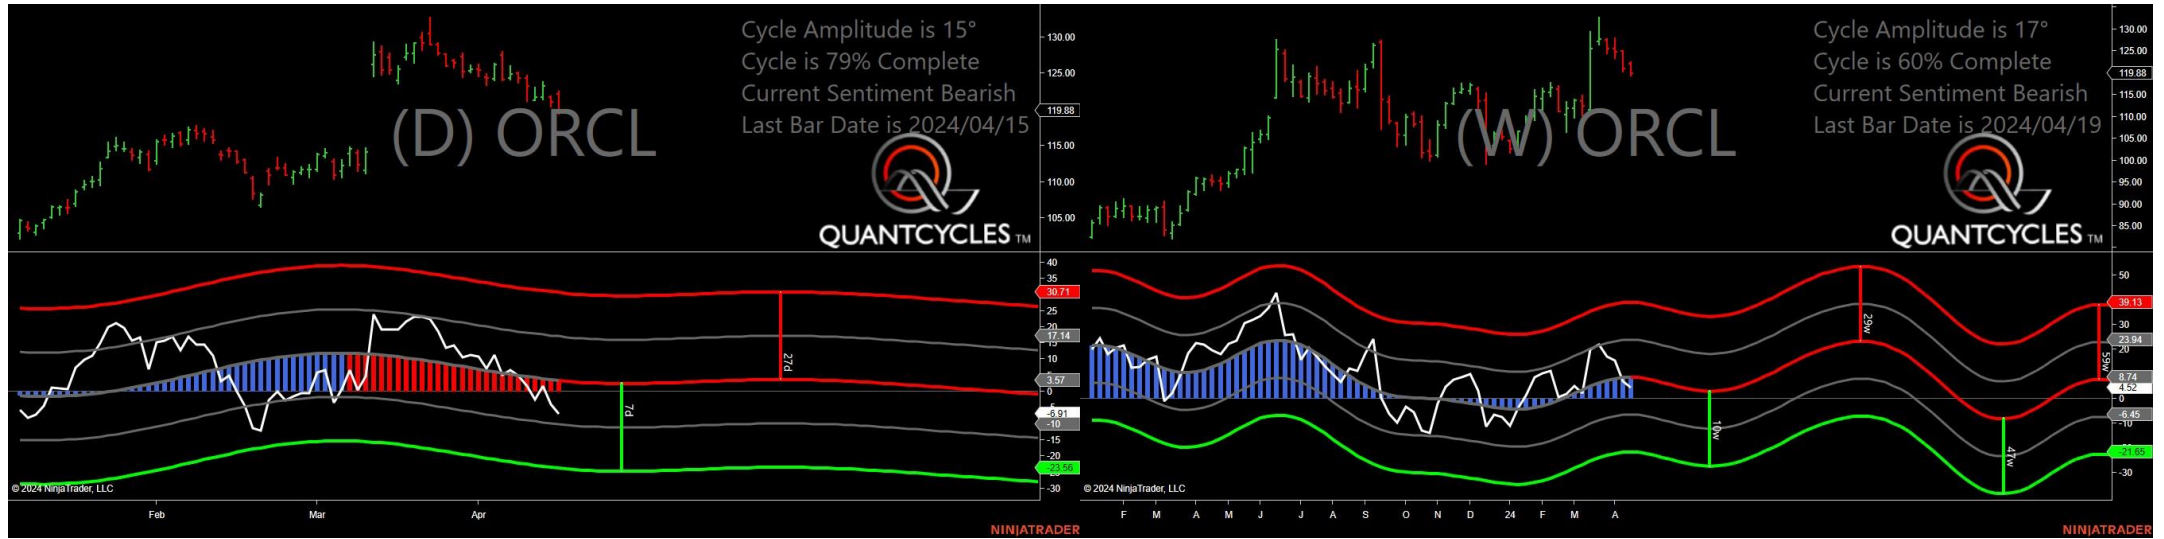 Cycle Amplitude is 15°
Cycle is 79% Complete
Current Sentiment Bearish
Last Bar Date is 2024/04/15
(D) ORCL
QUANTCYCLES TM
130.00
125.00
119.88
115.00
110.00
105.00
40
35
30.71
25
20
17.14
15
10
5
3.57
0
-6.91
-10
-15
-20
-23.56
-30
27d
7d
© 2024 NinjaTrader, LLC
Feb
Mar
Apr
NINJATRADER
Cycle Amplitude is 17°
Cycle is 60% Complete
Current Sentiment Bearish
Last Bar Date is 2024/04/19
(W) ORCL
QUANTCYCLES TM
130.00
125.00
119.88
115.00
110.00
105.00
100.00
95.00
90.00
85.00
50
39.13
30
23.94
20
8.74
4.52
0
-6.45
-10
-21.65
-30
29w
59w
10w
47w
© 2024 NinjaTrader, LLC
F M A M J J A S O N D 24 F M A
NINJATRADER